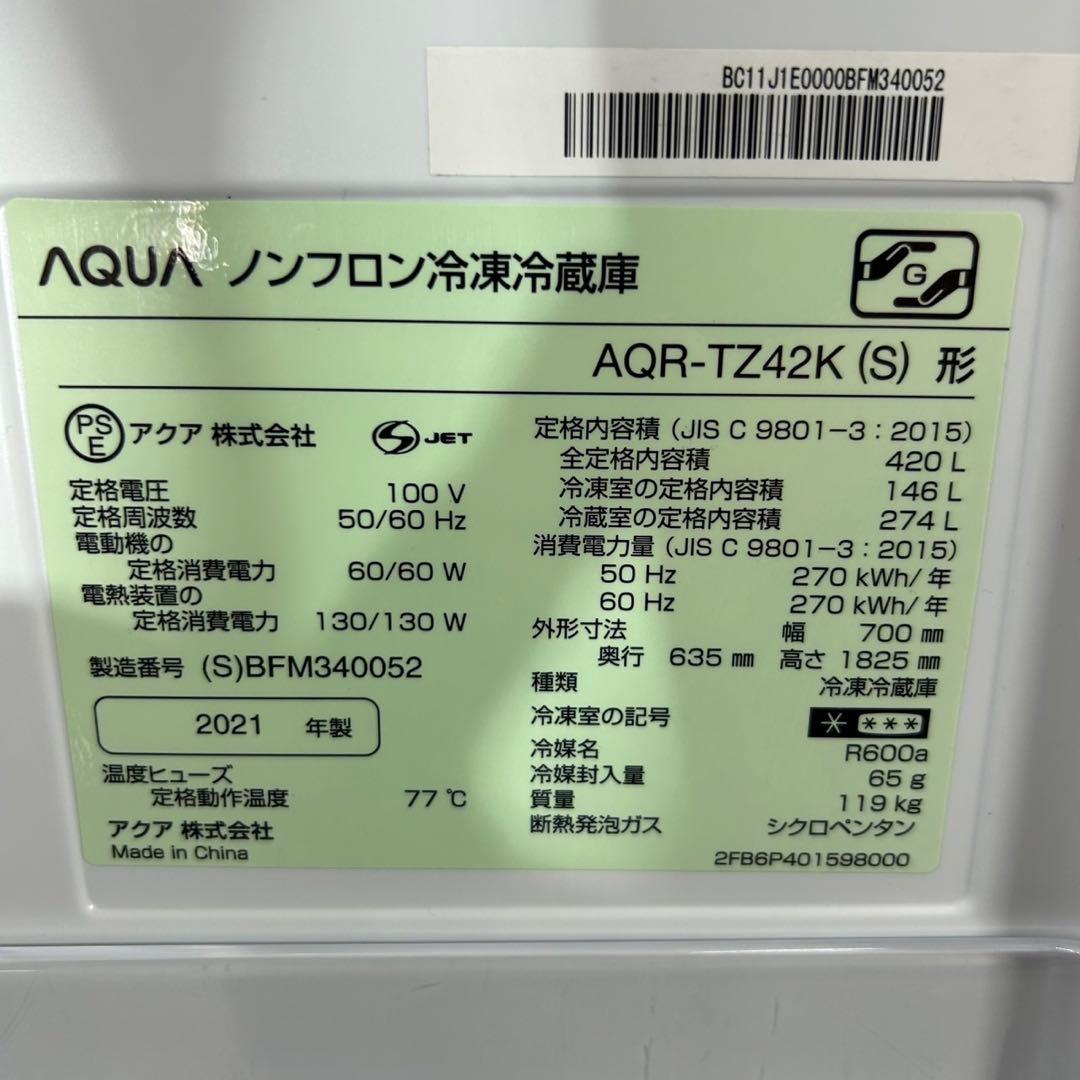 BC11J1E0000BFM340052
AQUA ノンフロン冷凍冷蔵庫
G
AQR-TZ42K (S) 形
PSE アクア 株式会社 S JET
定格電圧 100 V
定格周波数 50/60 Hz
電動機の
定格消費電力 60/60 W
電熱装置の
定格消費電力 130/130 W
製造番号 (S)BFM340052
2021 年製
温度ヒューズ
定格動作温度 77 ℃
アクア 株式会社
Made in China
定格内容積 (JIS C 9801-3 : 2015)
全定格内容積 420 L
冷凍室の定格内容積 146 L
冷蔵室の定格内容積 274 L
消費電力量 (JIS C 9801-3 : 2015)
50 Hz 270 kWh/年
60 Hz 270 kWh/年
外形寸法 幅 700 ㎜
奥行 635 ㎜ 高さ 1825 ㎜
種類 冷凍冷蔵庫
冷凍室の記号 * ***
冷媒名 R600a
冷媒封入量 65 g
質量 119 kg
断熱発泡ガス シクロペンタン
2FB6P401598000